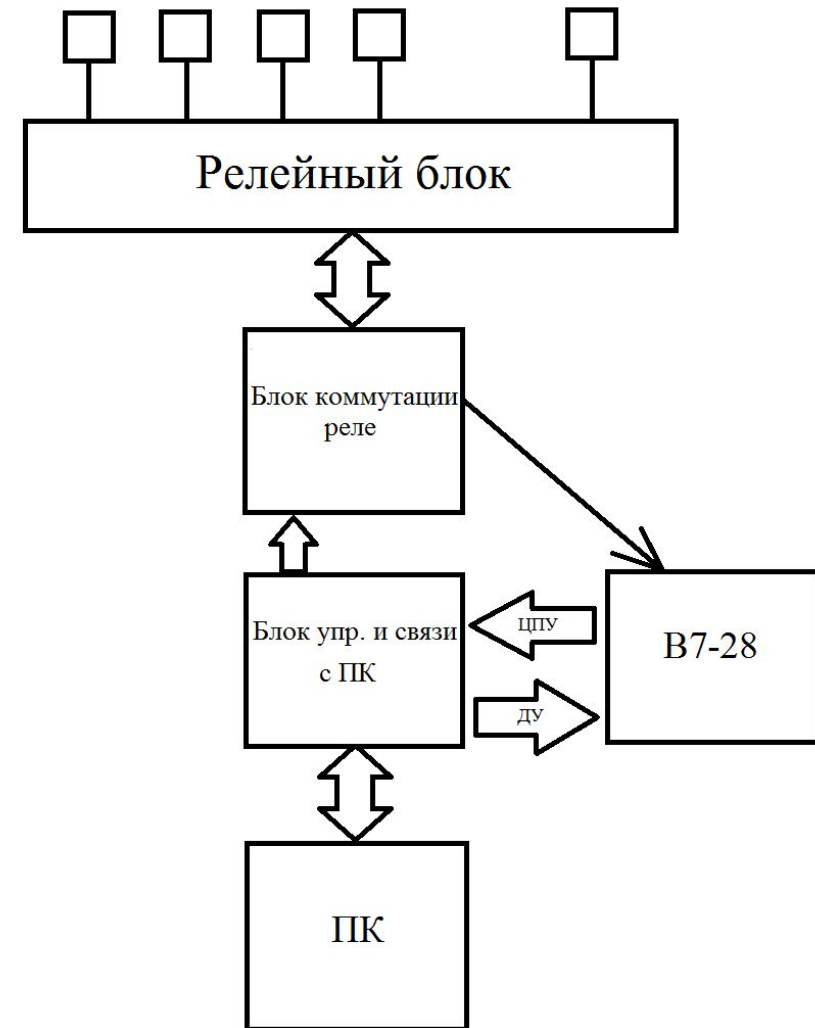 Релейный блок
Блок коммутации
реле
Блок упр. и связи
с ПК
ЦПУ
В7-28
ДУ
ПК